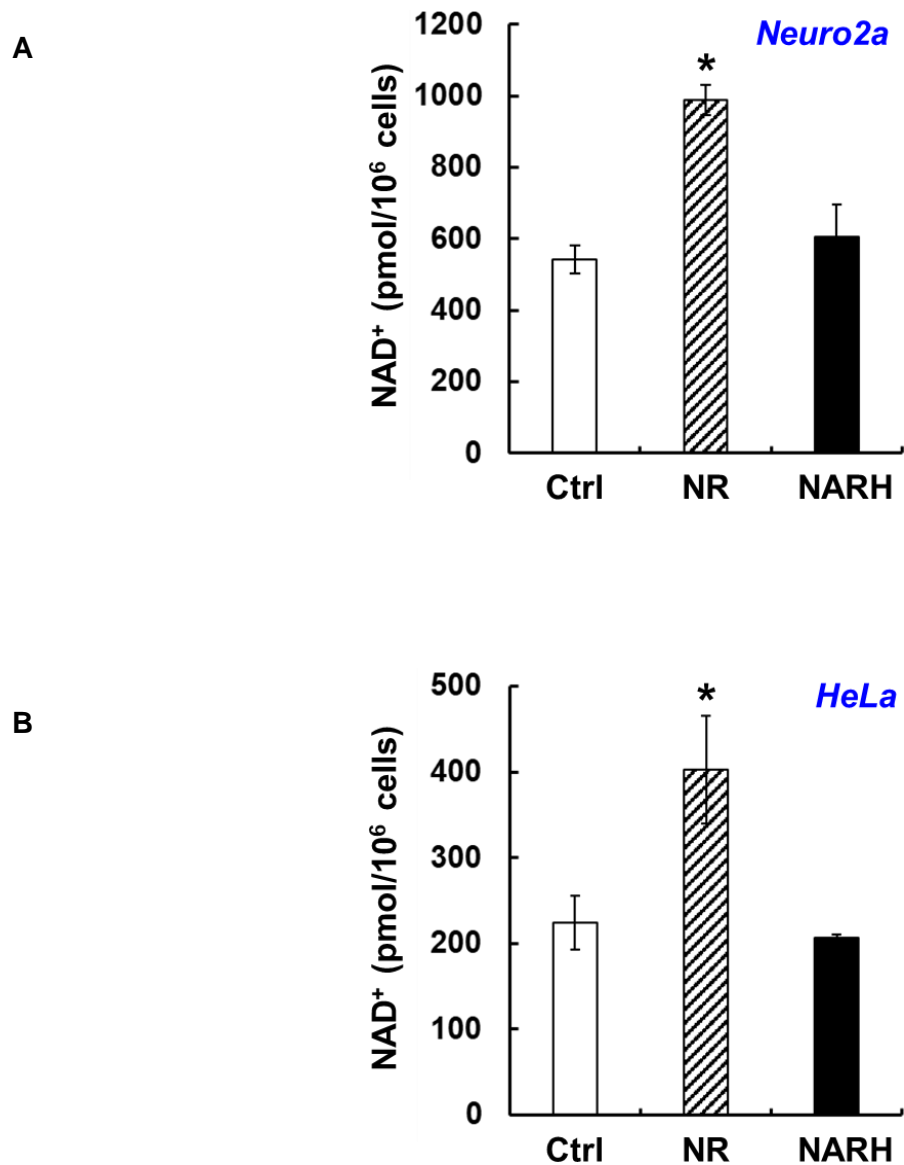 A
Neuro2a
NAD⁺ (pmol/10⁶ cells)
1200
1000
800
600
400
200
0
*
Ctrl NR NARH
B
HeLa
NAD⁺ (pmol/10⁶ cells)
500
400
300
200
100
0
*
Ctrl NR NARH